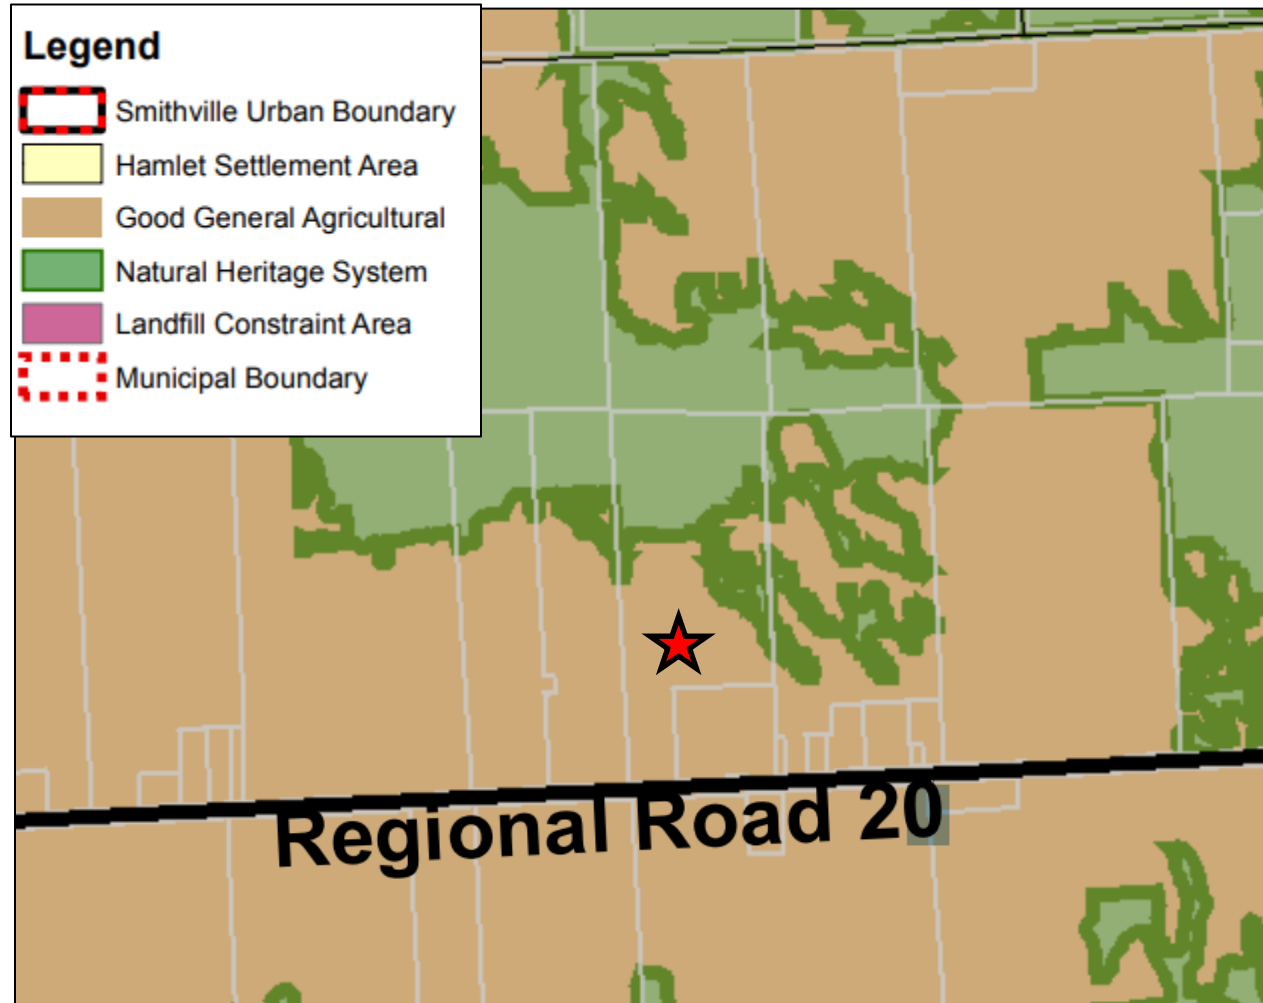 Legend
Smithville Urban Boundary
Hamlet Settlement Area
Good General Agricultural
Natural Heritage System
Landfill Constraint Area
Municipal Boundary
Regional Road 20